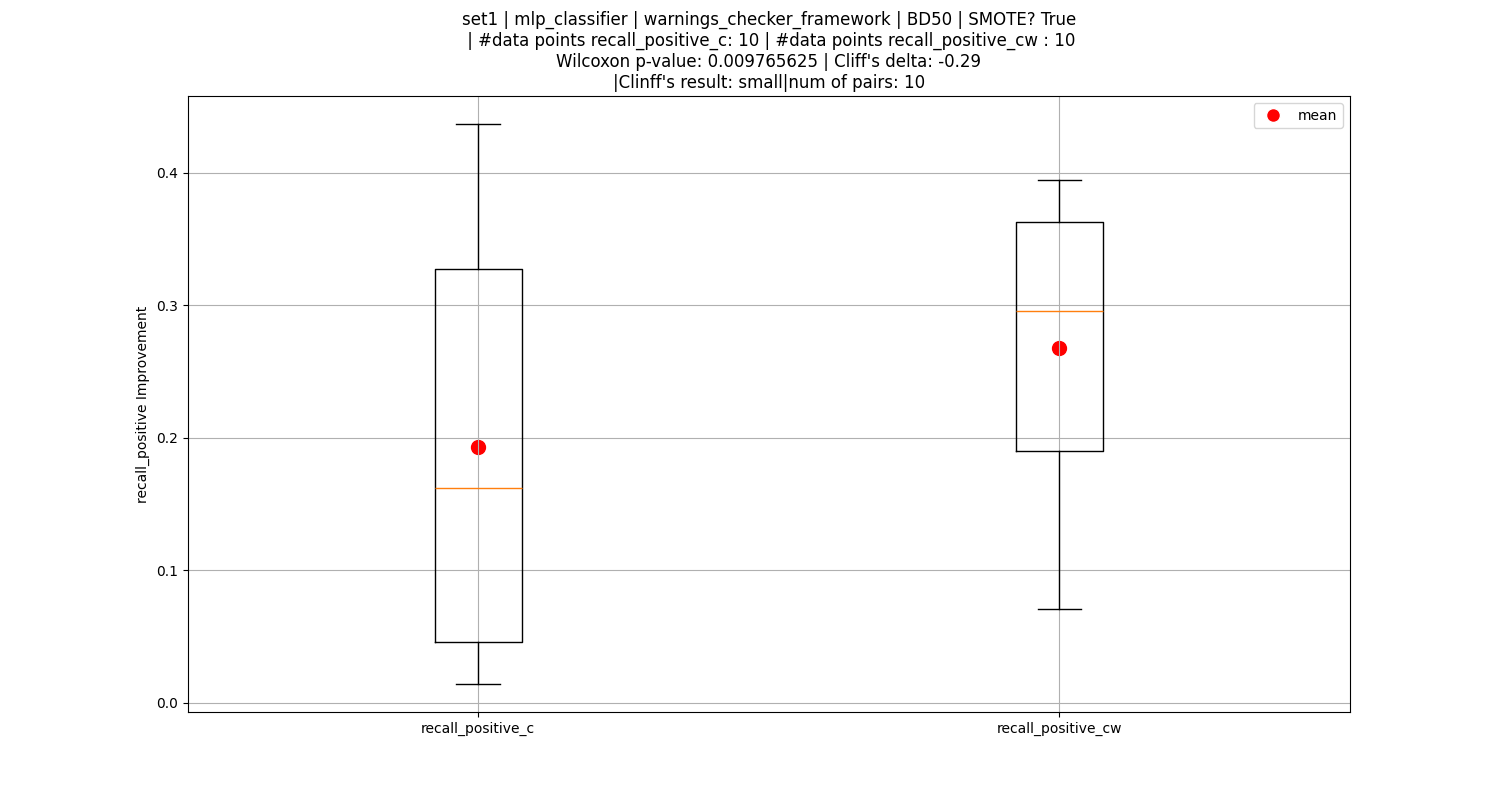 set1 | mlp_classifier | warnings_checker_framework | BD50 | SMOTE? True
| #data points recall_positive_c: 10 | #data points recall_positive_cw : 10
Wilcoxon p-value: 0.009765625 | Cliff's delta: -0.29
|Clinff's result: small|num of pairs: 10
mean
0.4
0.3
0.2
0.1
0.0
recall_positive Improvement
recall_positive_c
recall_positive_cw